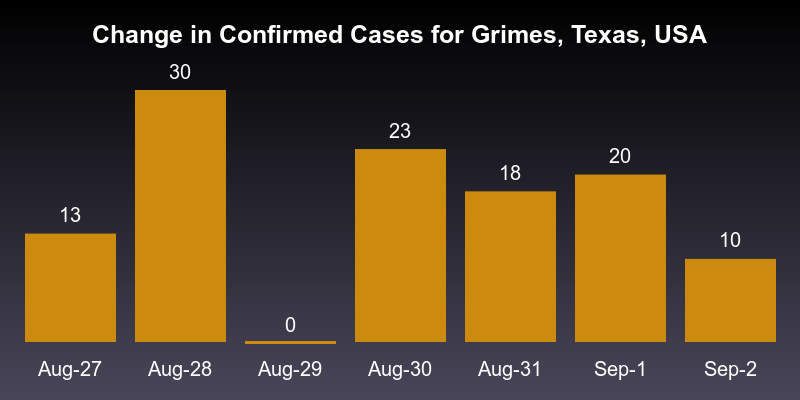 Change in Confirmed Cases for Grimes, Texas, USA
13
30
0
23
18
20
10
Aug-27
Aug-28
Aug-29
Aug-30
Aug-31
Sep-1
Sep-2